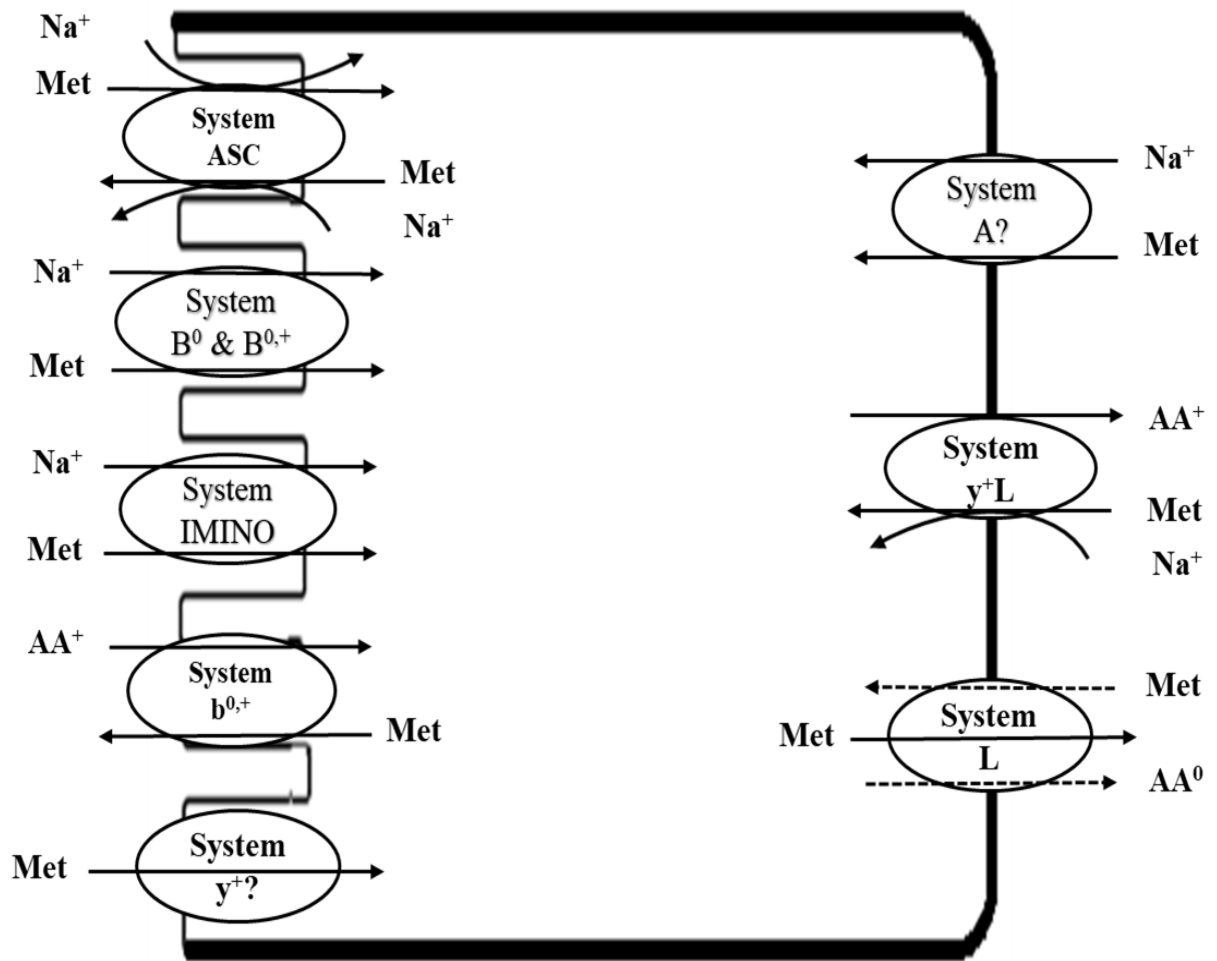 Na⁺
Met
System
ASC
Met
Na⁺
Na⁺
System
B⁰ & B⁰,⁺
Met
Na⁺
System
IMINO
Met
AA⁺
System
b⁰,⁺
Met
Met
System
y⁺?
Na⁺
System
A?
Met
AA⁺
System
y⁺L
Met
Na⁺
Met
System
Met
L
AA⁰